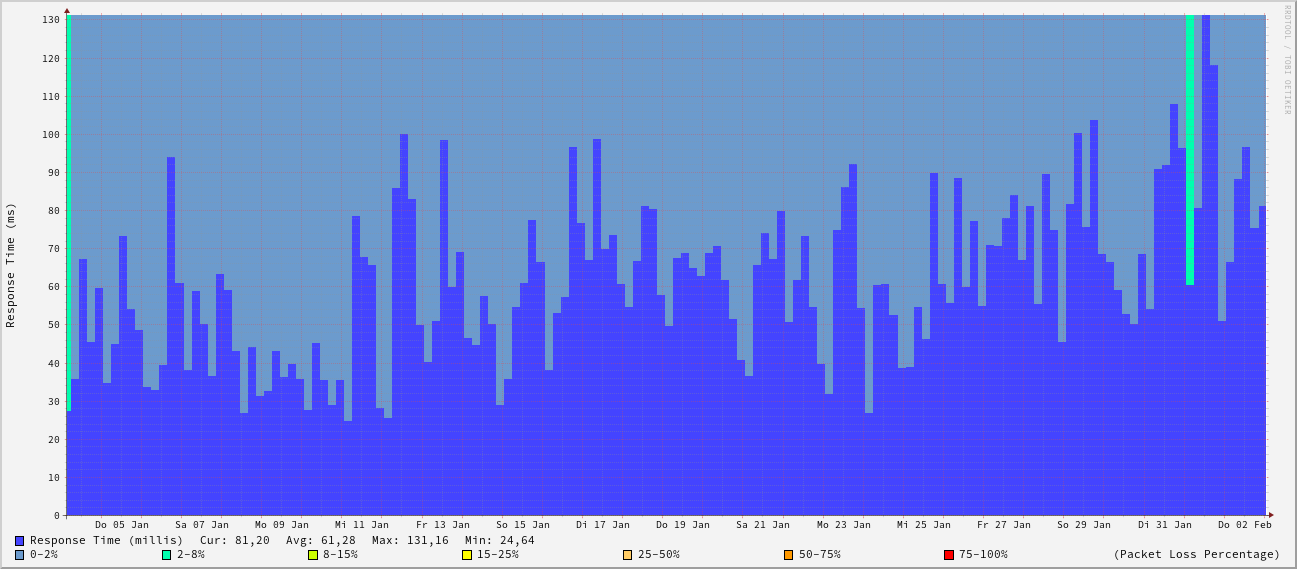 RRDTOOL / TOBI OETIKER
Response Time (ms)
130
120
110
100
90
80
70
60
50
40
30
20
10
0
Do 05 Jan Sa 07 Jan Mo 09 Jan Mi 11 Jan Fr 13 Jan So 15 Jan Di 17 Jan Do 19 Jan Sa 21 Jan Mo 23 Jan Mi 25 Jan Fr 27 Jan So 29 Jan Di 31 Jan Do 02 Feb
Response Time (millis) Cur: 81,20 Avg: 61,28 Max: 131,16 Min: 24,64
0-2% 2-8% 8-15% 15-25% 25-50% 50-75% 75-100% (Packet Loss Percentage)